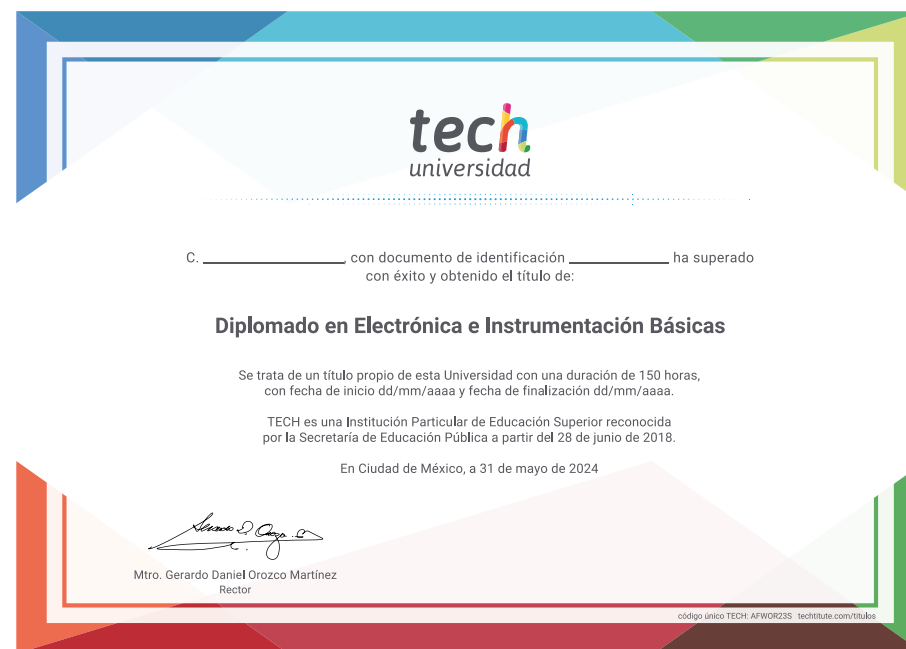 tech
universidad
C. ____________________, con documento de identificación ______________ ha superado
con éxito y obtenido el título de:
Diplomado en Electrónica e Instrumentación Básicas
Se trata de un título propio de esta Universidad con una duración de 150 horas,
con fecha de inicio dd/mm/aaaa y fecha de finalización dd/mm/aaaa.
TECH es una Institución Particular de Educación Superior reconocida
por la Secretaría de Educación Pública a partir del 28 de junio de 2018.
En Ciudad de México, a 31 de mayo de 2024
Mtro. Gerardo Daniel Orozco Martínez
Rector
código único TECH: AFWOR23S techtitute.com/titulos